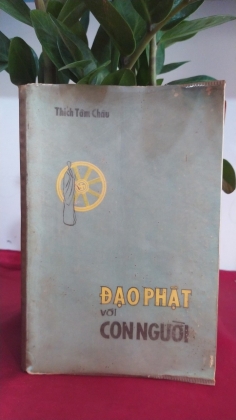 Thích Tâm Châu
ĐẠO PHẬT
với
CON NGƯỜI